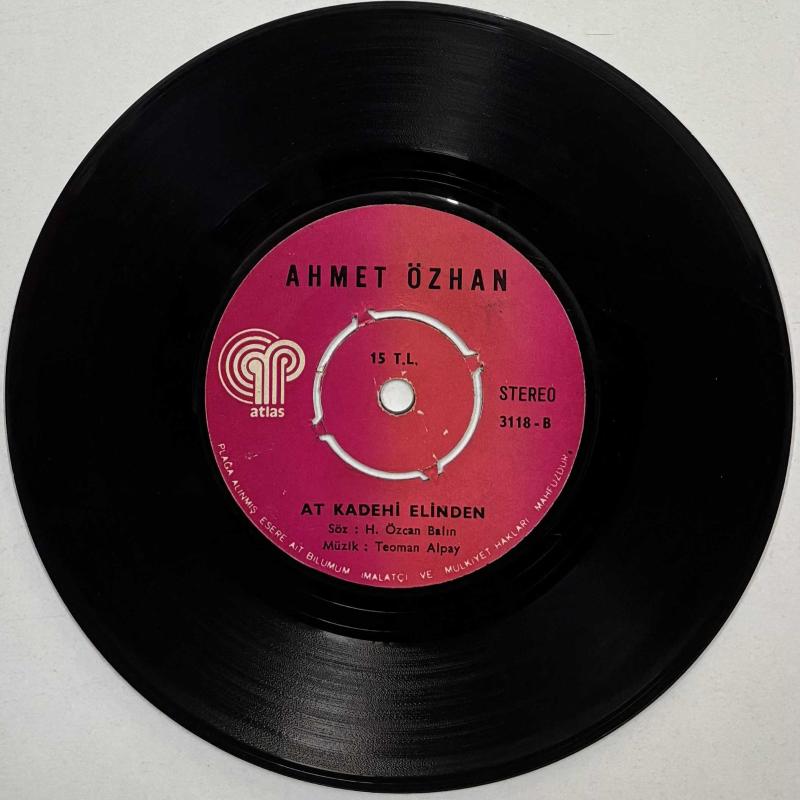 AHMET ÖZHAN
15 T.L.
atlas
STEREO
3118 - B
AT KADEHİ ELİNDEN
Söz : H. Özcan Balın
Müzik : Teoman Alpay
PLAĞA ALINMIŞ ESERE AİT BİLUMUM İMALATÇI VE MÜLKİYET HAKLARI MAHFUZDUR.